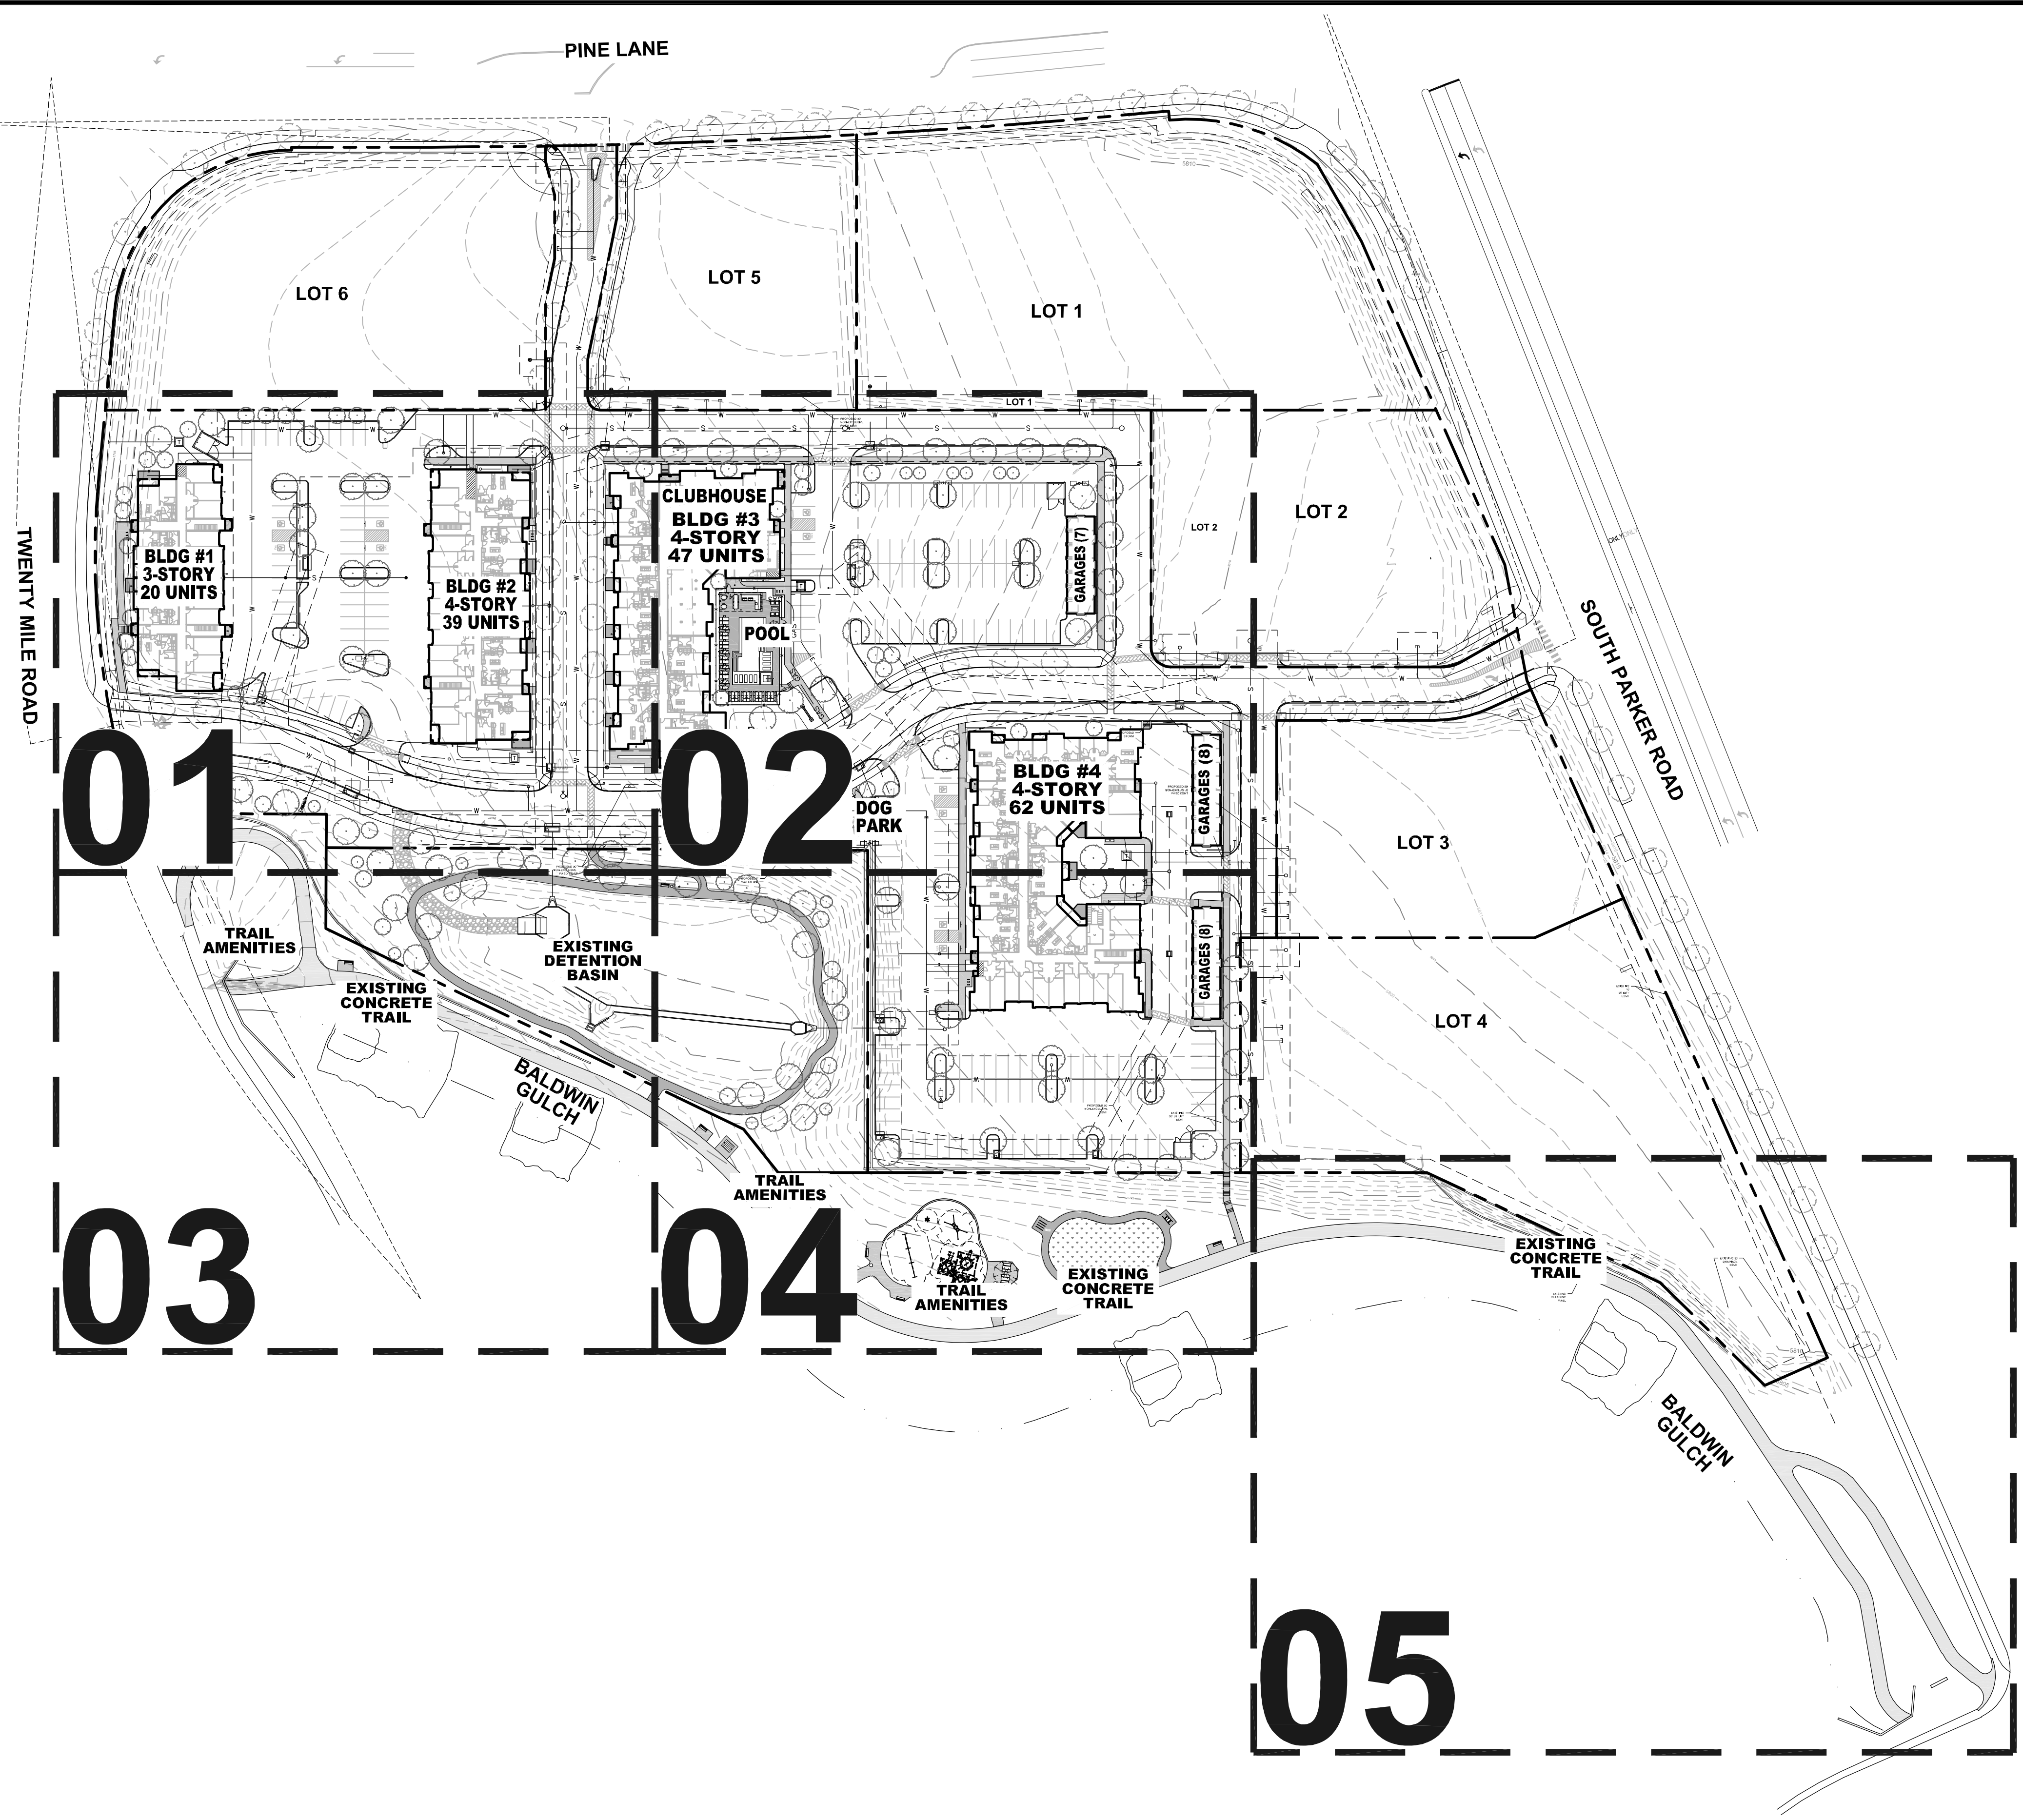 PINE LANE
5810
LOT 6
LOT 5
LOT 1
LOT 1
CLUBHOUSE
BLDG #3
4-STORY
47 UNITS
LOT 2
LOT 2
ONLY
BLDG #1
3-STORY
20 UNITS
BLDG #2
4-STORY
39 UNITS
GARAGES (7)
POOL
TWENTY MILE ROAD
SOUTH PARKER ROAD
01
02
BLDG #4
4-STORY
62 UNITS
GARAGES (8)
DOG
PARK
LOT 3
TRAIL
AMENITIES
EXISTING
DETENTION
BASIN
EXISTING
CONCRETE
TRAIL
GARAGES (8)
LOT 4
BALDWIN
GULCH
TRAIL
AMENITIES
03
04
TRAIL
AMENITIES
EXISTING
CONCRETE
TRAIL
EXISTING
CONCRETE
TRAIL
5810
BALDWIN
GULCH
05